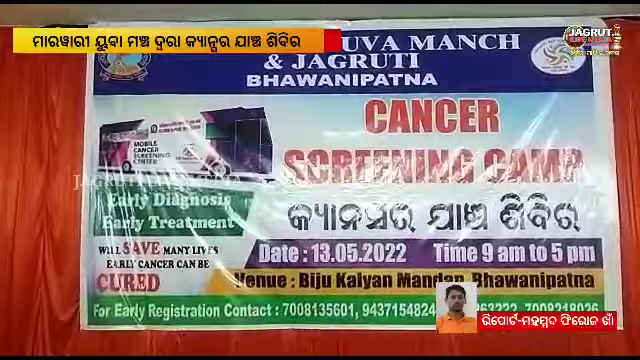 ମାରୱାରୀ ୟୁବା ମଞ୍ଚ ଦ୍ୱାରା କ୍ୟାନ୍ସର ଯାଞ୍ଚ ଶିବିର
JAGRUT
UVA MANCH
& JAGRUTI
BHAWANIPATNA
MOBILE
CANCER
SCREENING
CENTER
CANCER
SCREENING CAMP
Early Diagnosis
Early Treatment
କ୍ୟାନସର ଯାଞ୍ଚ ଶିବିର
WILL SAVE MANY LIVES
EARLY CANCER CAN BE
CURED
Date : 13.05.2022 Time 9 am to 5 pm
Venue : Biju Kalyan Mandap, Bhawanipatna
For Early Registration Contact : 7008135601, 9437154824
ରିପୋର୍ଟ-ମହମ୍ମଦ ଫିରୋଜ ଖାଁ